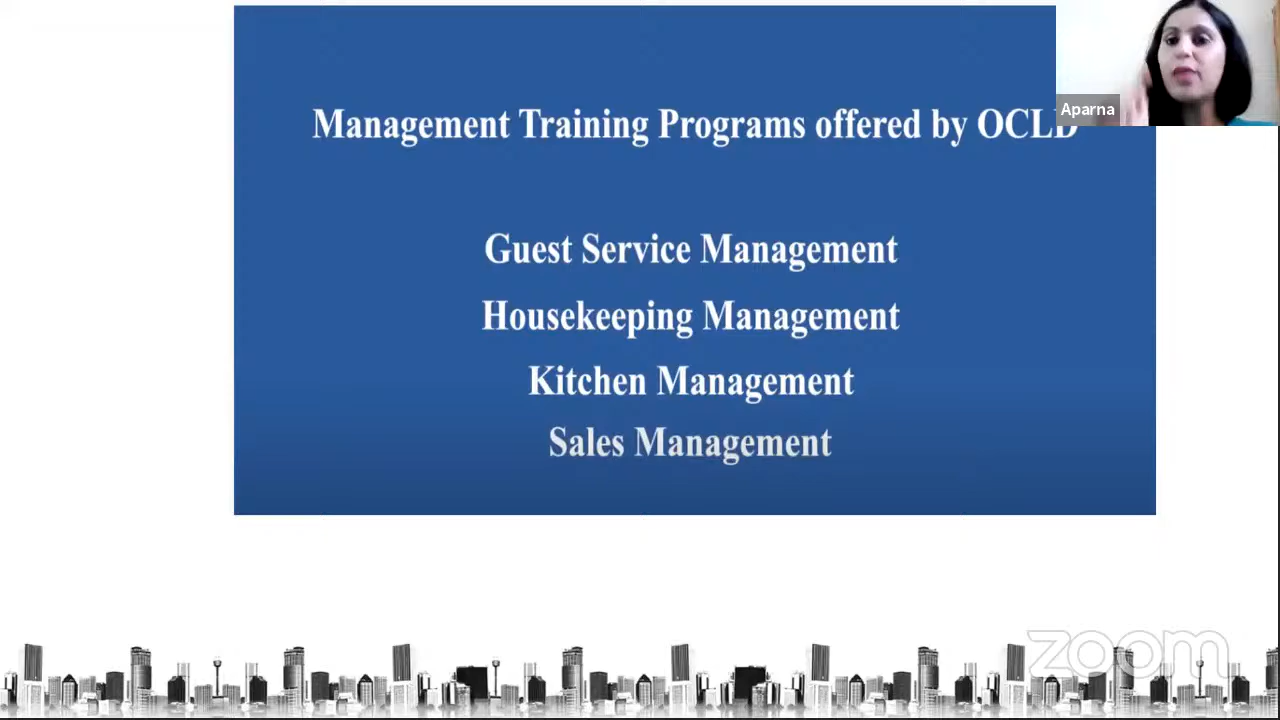 Management Training Programs offered by OCLD
Aparna
Guest Service Management
Housekeeping Management
Kitchen Management
Sales Management
zoom